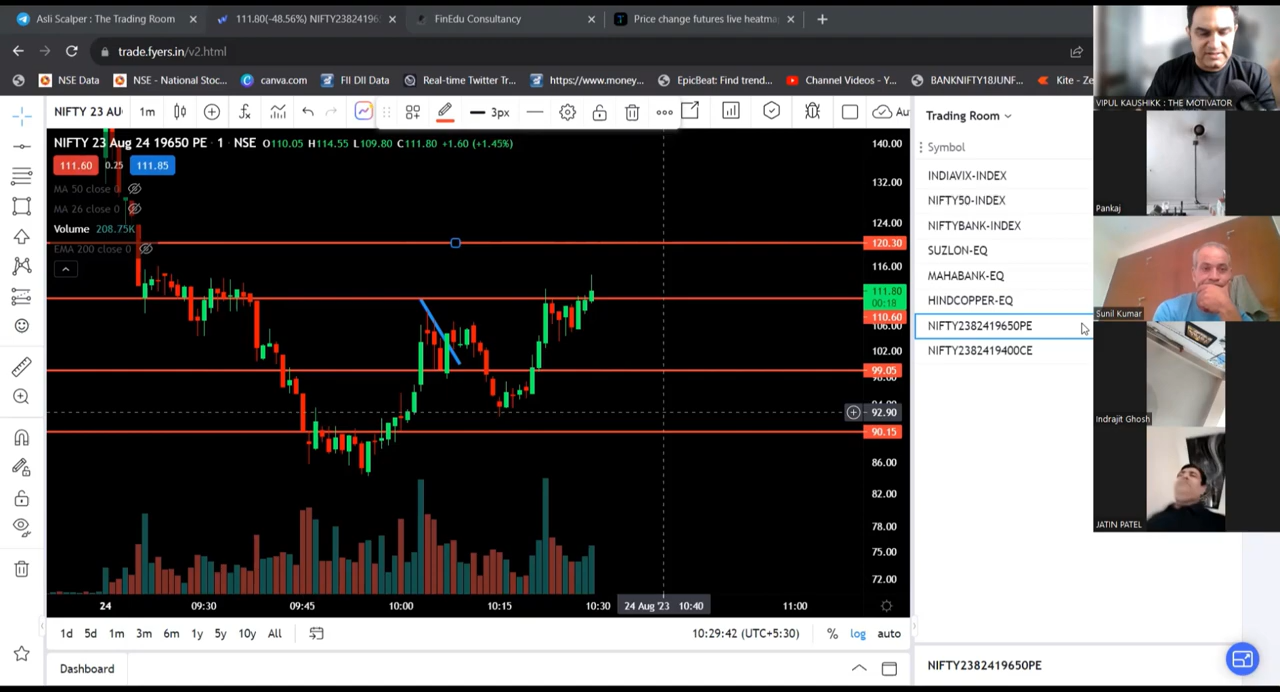 Asli Scalper : The Trading Room
111.80(-48.56%) NIFTY2382419
FinEdu Consultancy
Price change futures live heatma
trade.fyers.in/v2.html
NSE Data
NSE - National Stoc...
canva.com
FII DII Data
Real-time Twitter Tr...
https://www.money...
EpicBeat: Find trend...
Channel Videos - Y...
BANKNIFTY18JUNF...
Kite - Ze
NIFTY 23 AU
1m
3px
Au
NIFTY 23 Aug 24 19650 PE · 1 · NSE O110.05 H114.55 L109.80 C111.80 +1.60 (+1.45%)
111.60 0.25 111.85
MA 50 close 0
MA 26 close 0
Volume 208.75K
EMA 200 close 0
140.00
132.00
124.00
120.30
116.00
111.80
00:18
110.60
106.00
102.00
99.05
98.00
94.00
92.90
90.15
86.00
82.00
78.00
75.00
72.00
24
09:30
09:45
10:00
10:15
10:30
24 Aug '23 10:40
11:00
1d 5d 1m 3m 6m 1y 5y 10y All
10:29:42 (UTC+5:30)
% log auto
Dashboard
Trading Room
Symbol
INDIAVIX-INDEX
NIFTY50-INDEX
NIFTYBANK-INDEX
SUZLON-EQ
MAHABANK-EQ
HINDCOPPER-EQ
NIFTY2382419650PE
NIFTY2382419400CE
NIFTY2382419650PE
VIPUL KAUSHIKK : THE MOTIVATOR
Pankaj
Sunil Kumar
Indrajit Ghosh
JATIN PATEL